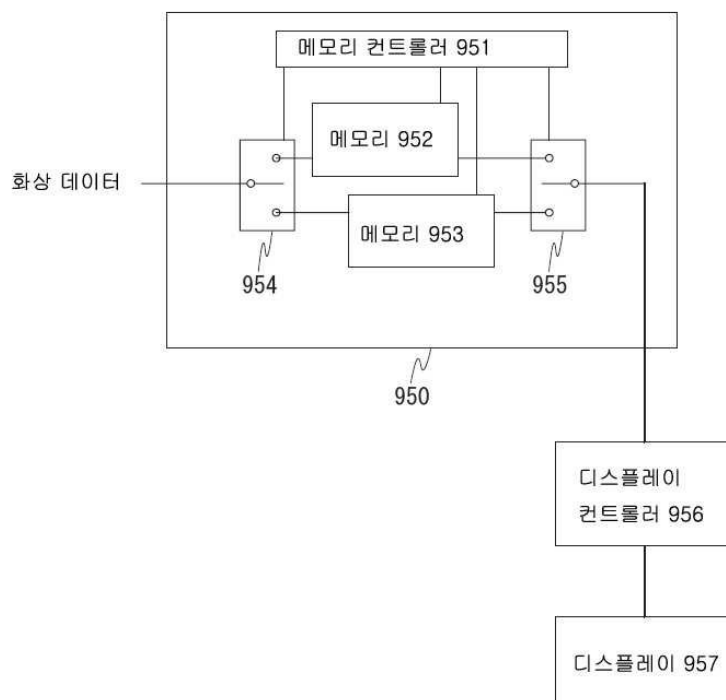 메모리 컨트롤러 951
메모리 952
화상 데이터
메모리 953
954
955
950
디스플레이
컨트롤러 956
디스플레이 957